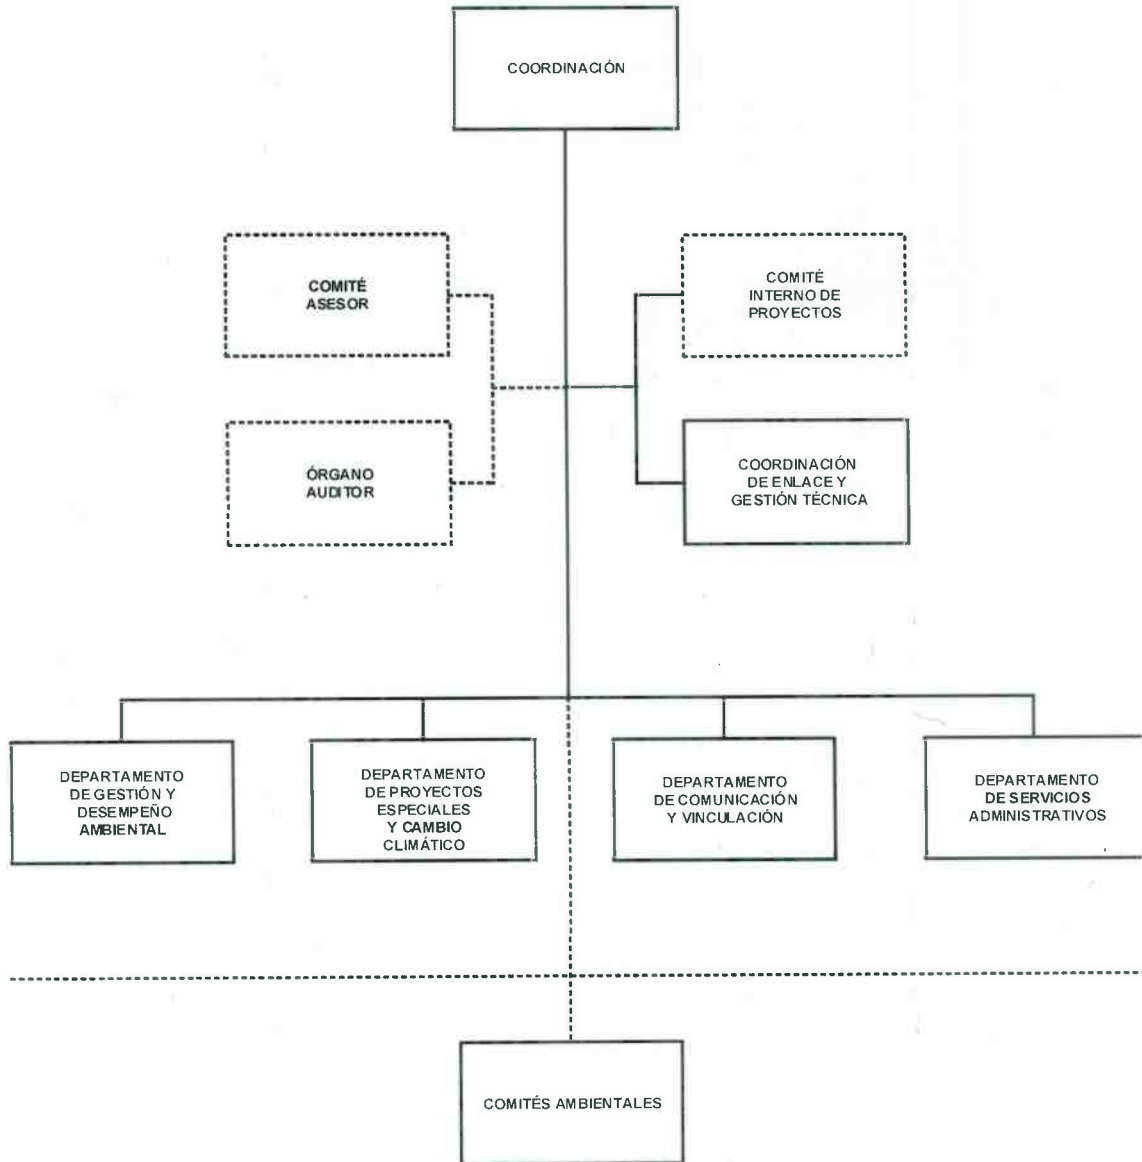 COORDINACIÓN
COMITÉ
ASESOR
COMITÉ
INTERNO DE
PROYECTOS
ÓRGANO
AUDITOR
COORDINACIÓN
DE ENLACE Y
GESTIÓN TÉCNICA
DEPARTAMENTO
DE GESTIÓN Y
DESEMPEÑO
AMBIENTAL
DEPARTAMENTO
DE PROYECTOS
ESPECIALES
Y CAMBIO
CLIMÁTICO
DEPARTAMENTO
DE COMUNICACIÓN
Y VINCULACIÓN
DEPARTAMENTO
DE SERVICIOS
ADMINISTRATIVOS
COMITÉS AMBIENTALES